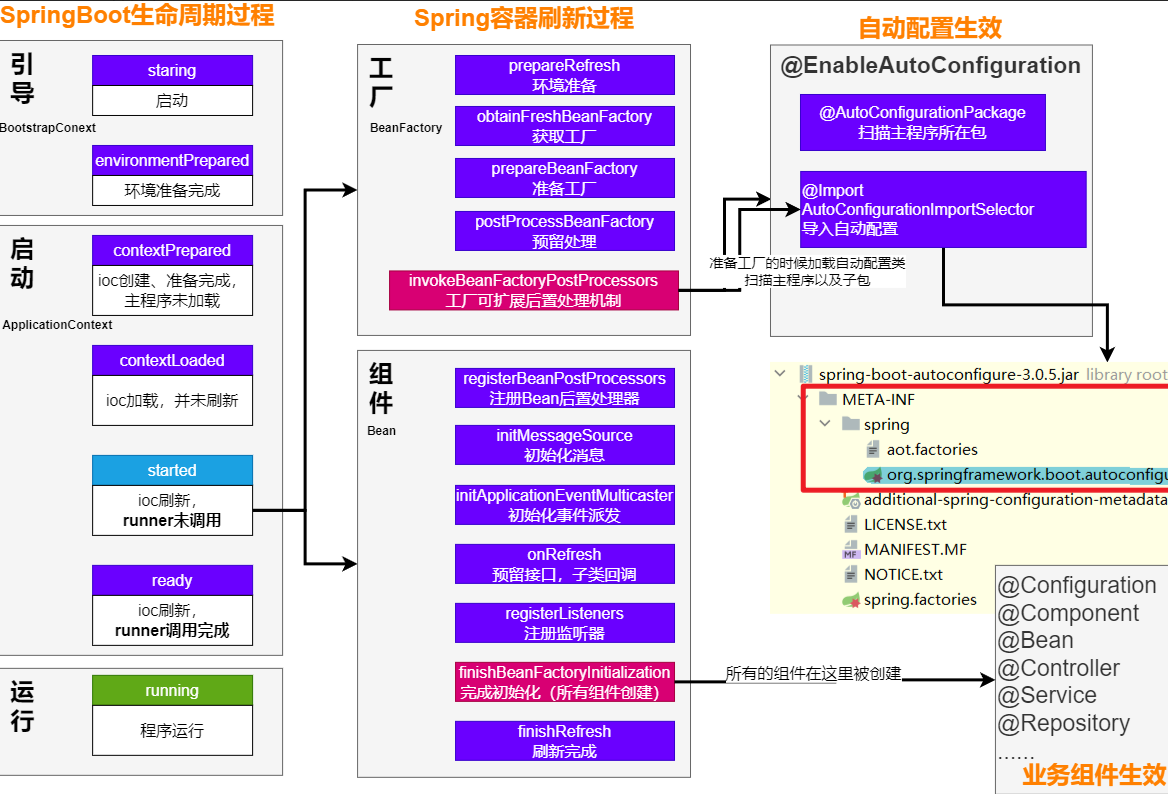 SpringBoot生命周期过程
引导
BootstrapConext
staring
启动
environmentPrepared
环境准备完成
启动
ApplicationContext
contextPrepared
ioc创建、准备完成，
主程序未加载
contextLoaded
ioc加载，并未刷新
started
ioc刷新，
runner未调用
ready
ioc刷新，
runner调用完成
运行
running
程序运行
Spring容器刷新过程
工厂
BeanFactory
prepareRefresh
环境准备
obtainFreshBeanFactory
获取工厂
prepareBeanFactory
准备工厂
postProcessBeanFactory
预留处理
invokeBeanFactoryPostProcessors
工厂可扩展后置处理机制
组件
Bean
registerBeanPostProcessors
注册Bean后置处理器
initMessageSource
初始化消息
initApplicationEventMulticaster
初始化事件派发
onRefresh
预留接口，子类回调
registerListeners
注册监听器
finishBeanFactoryInitialization
完成初始化（所有组件创建）
finishRefresh
刷新完成
自动配置生效
@EnableAutoConfiguration
@AutoConfigurationPackage
扫描主程序所在包
@Import
AutoConfigurationImportSelector
导入自动配置
准备工厂的时候加载自动配置类
扫描主程序以及子包
spring-boot-autoconfigure-3.0.5.jar library root
META-INF
spring
aot.factories
org.springframework.boot.autoconfigu
additional-spring-configuration-metadata
LICENSE.txt
MF MANIFEST.MF
NOTICE.txt
spring.factories
所有的组件在这里被创建
@Configuration
@Component
@Bean
@Controller
@Service
@Repository
……
业务组件生效